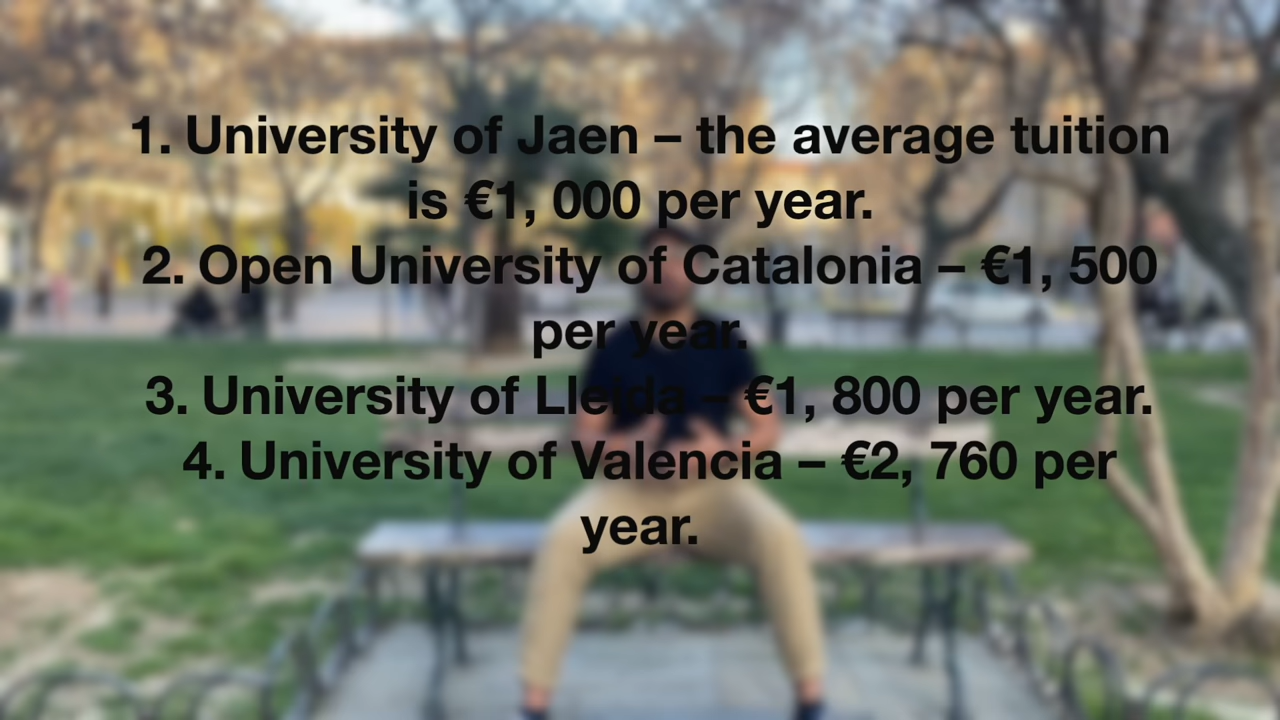 1. University of Jaen – the average tuition
is €1, 000 per year.
2. Open University of Catalonia – €1, 500
per year.
3. University of Lleida – €1, 800 per year.
4. University of Valencia – €2, 760 per
year.